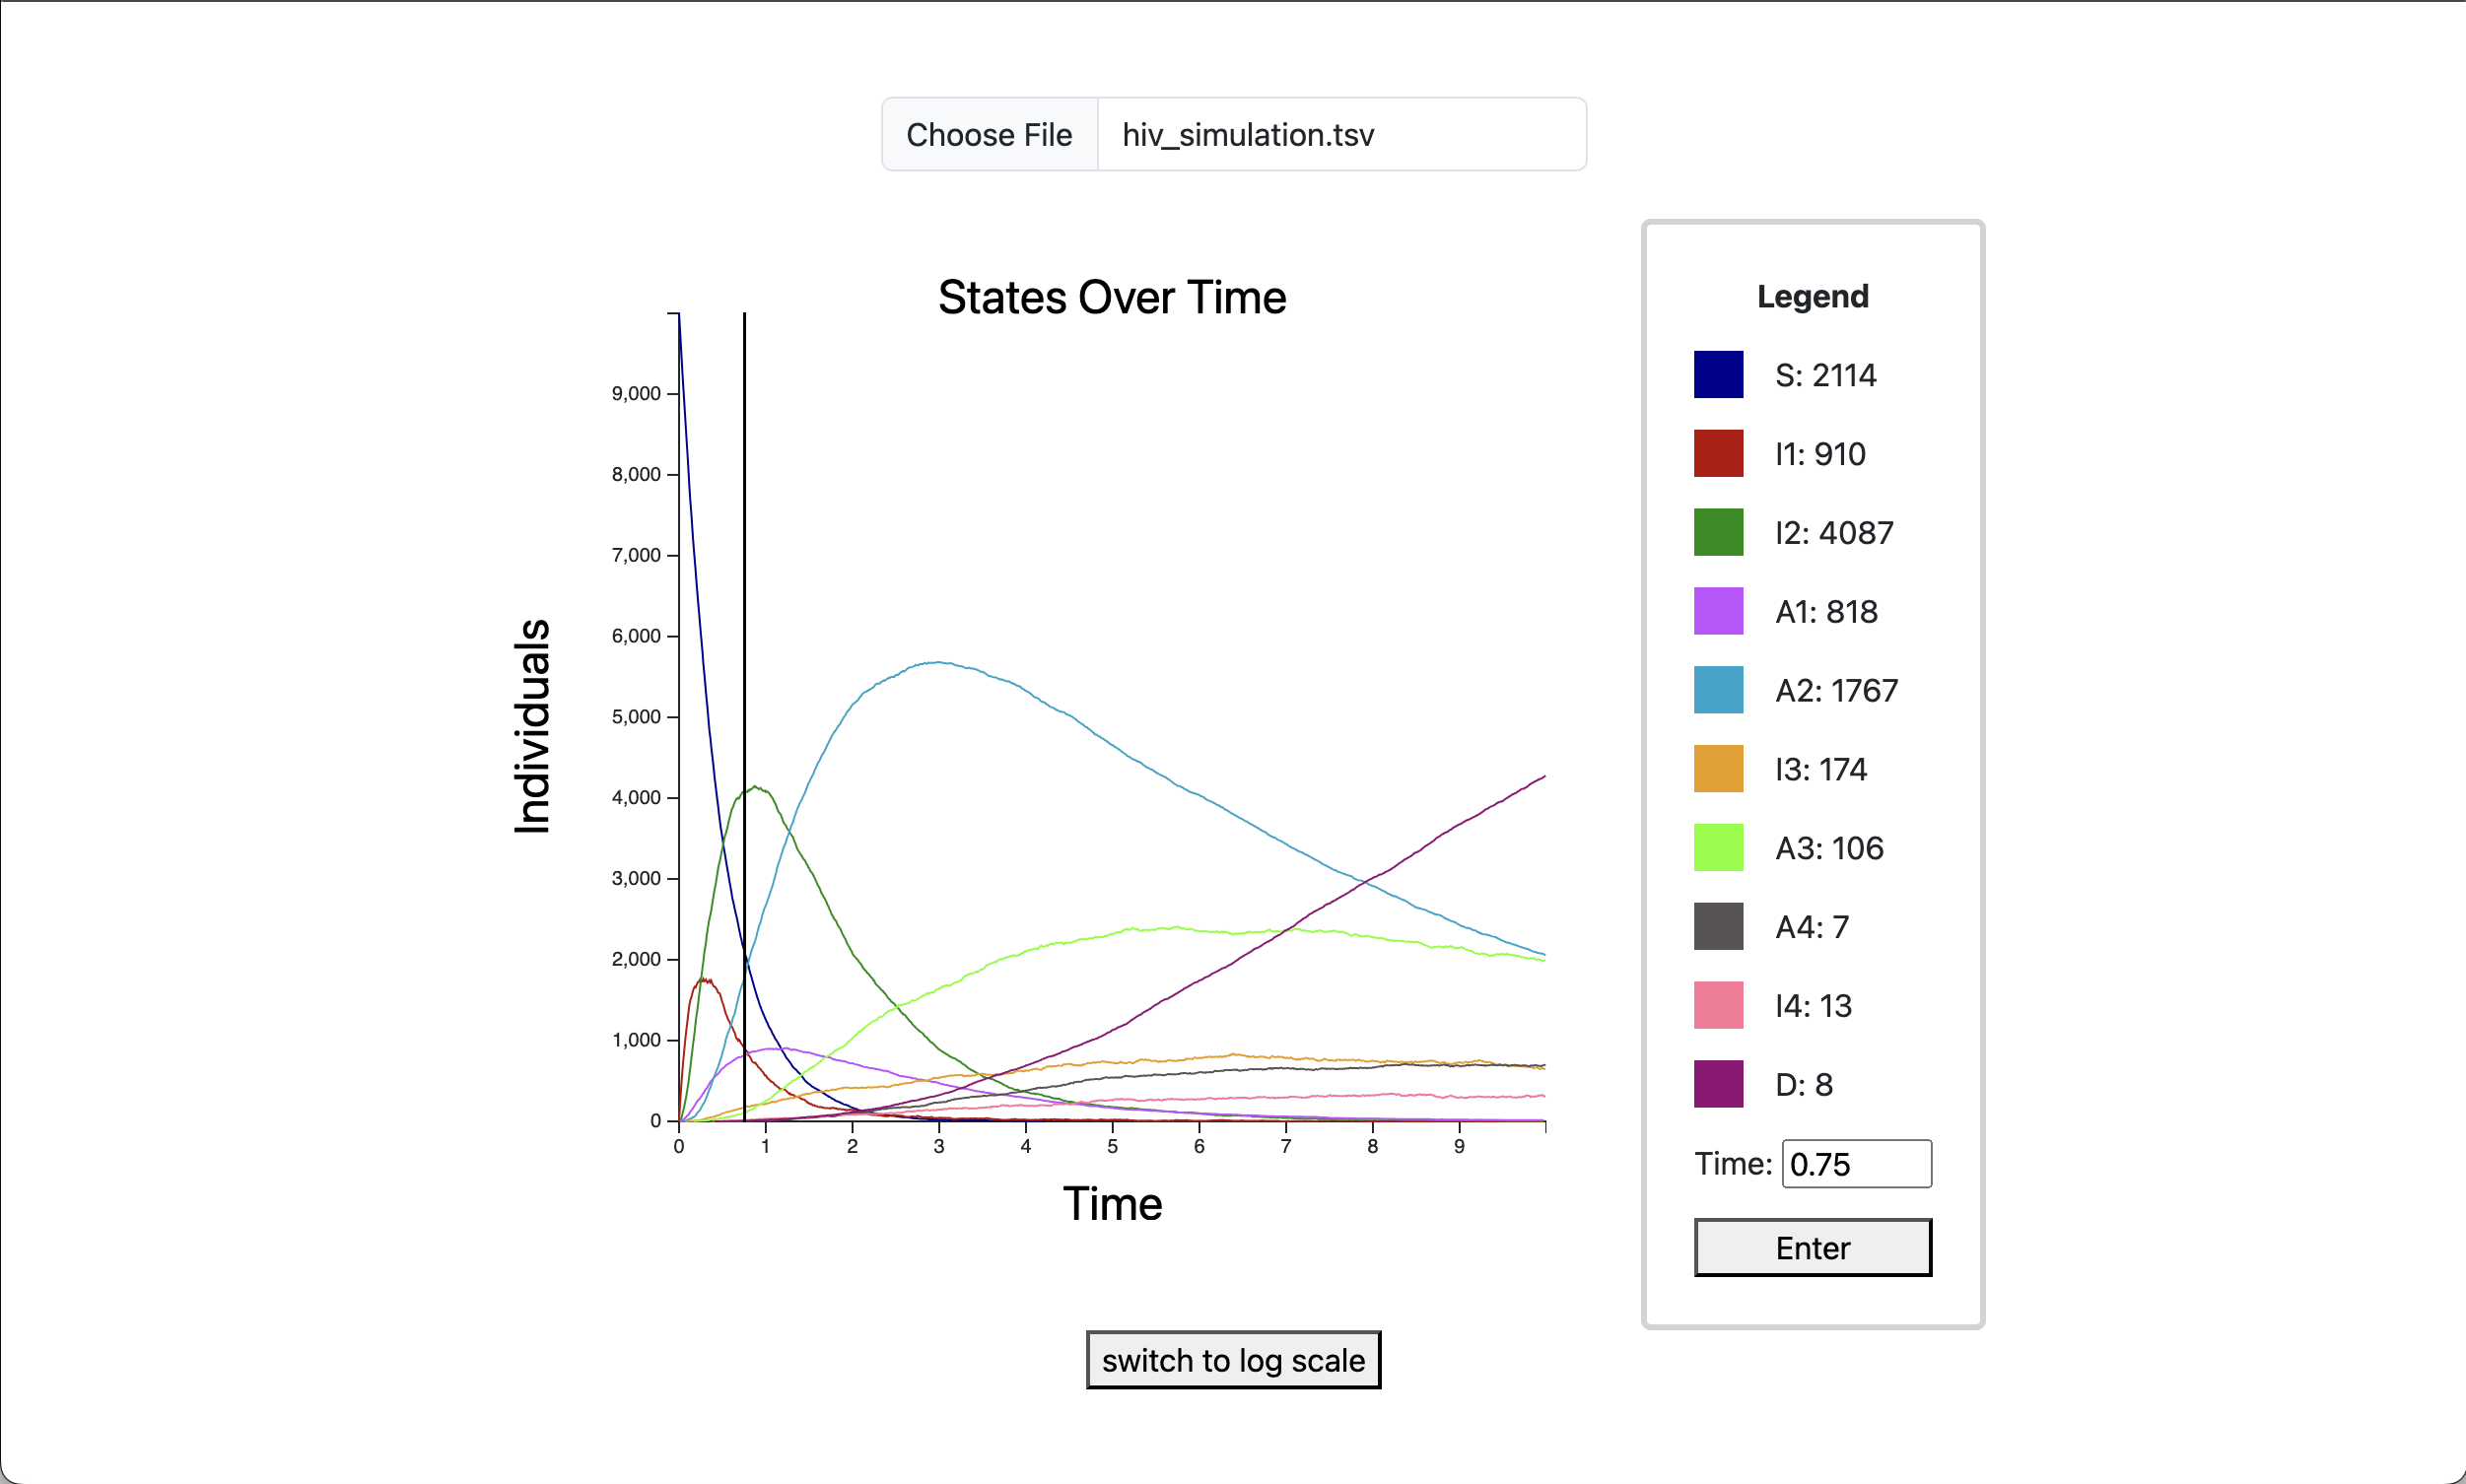 Choose File hiv_simulation.tsv
States Over Time
Individuals
9,000
8,000
7,000
6,000
5,000
4,000
3,000
2,000
1,000
0
0 1 2 3 4 5 6 7 8 9
Time
Legend
S: 2114
I1: 910
I2: 4087
A1: 818
A2: 1767
I3: 174
A3: 106
A4: 7
I4: 13
D: 8
Time: 0.75
Enter
switch to log scale